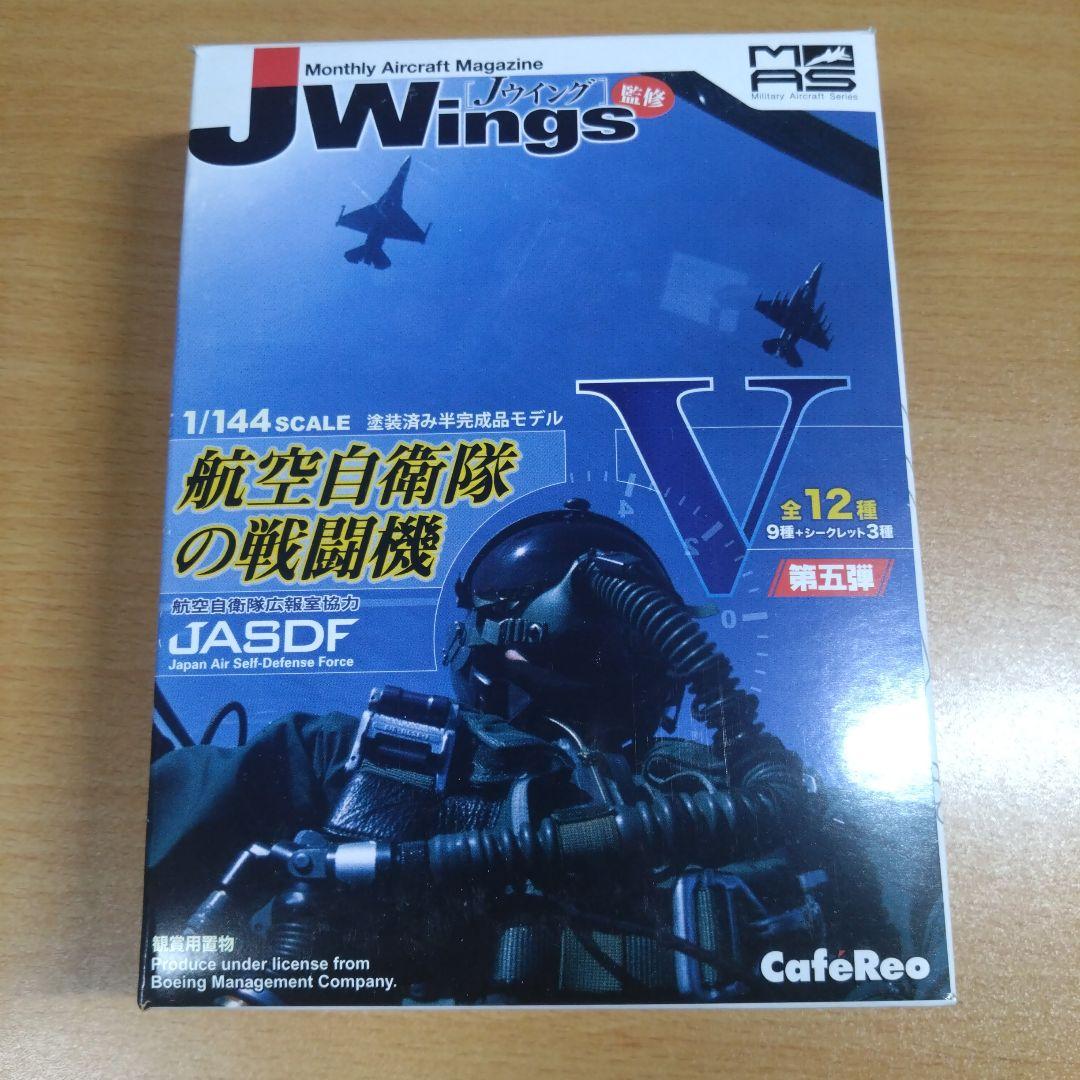 Monthly Aircraft Magazine
JWings
[Jウイング]
監修
MAS
Military Aircraft Series
1/144 SCALE 塗装済み半完成品モデル
航空自衛隊
の戦闘機
V
全12種
9種+シークレット3種
第五弾
航空自衛隊広報室協力
JASDF
Japan Air Self-Defense Force
4
2
0
観賞用置物
Produce under license from
Boeing Management Company.
CaféReo